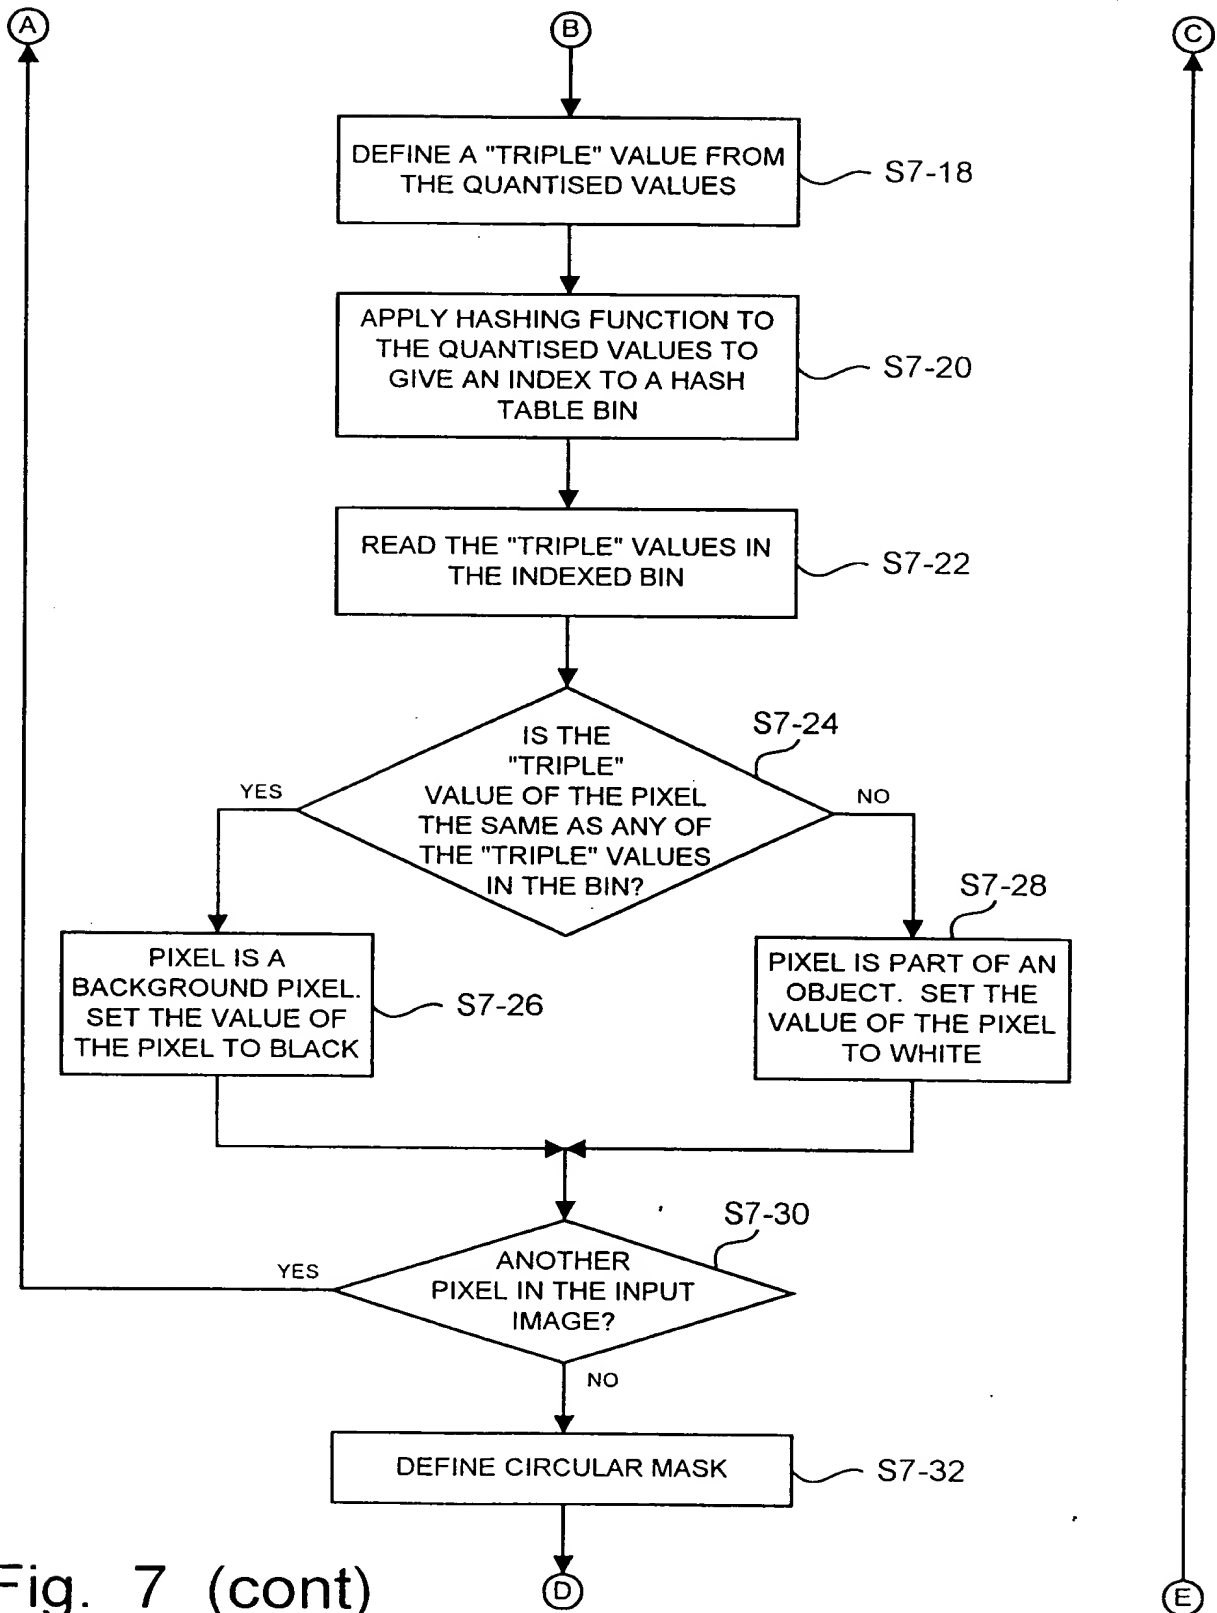 A
B
C
DEFINE A "TRIPLE" VALUE FROM
THE QUANTISED VALUES
S7-18
APPLY HASHING FUNCTION TO
THE QUANTISED VALUES TO
GIVE AN INDEX TO A HASH
TABLE BIN
S7-20
READ THE "TRIPLE" VALUES IN
THE INDEXED BIN
S7-22
IS THE
"TRIPLE"
VALUE OF THE PIXEL
THE SAME AS ANY OF
THE "TRIPLE" VALUES
IN THE BIN?
S7-24
YES
NO
PIXEL IS A
BACKGROUND PIXEL.
SET THE VALUE OF
THE PIXEL TO BLACK
S7-26
S7-28
PIXEL IS PART OF AN
OBJECT. SET THE
VALUE OF THE PIXEL
TO WHITE
S7-30
ANOTHER
PIXEL IN THE INPUT
IMAGE?
YES
NO
DEFINE CIRCULAR MASK
S7-32
Fig. 7 (cont)
D
E